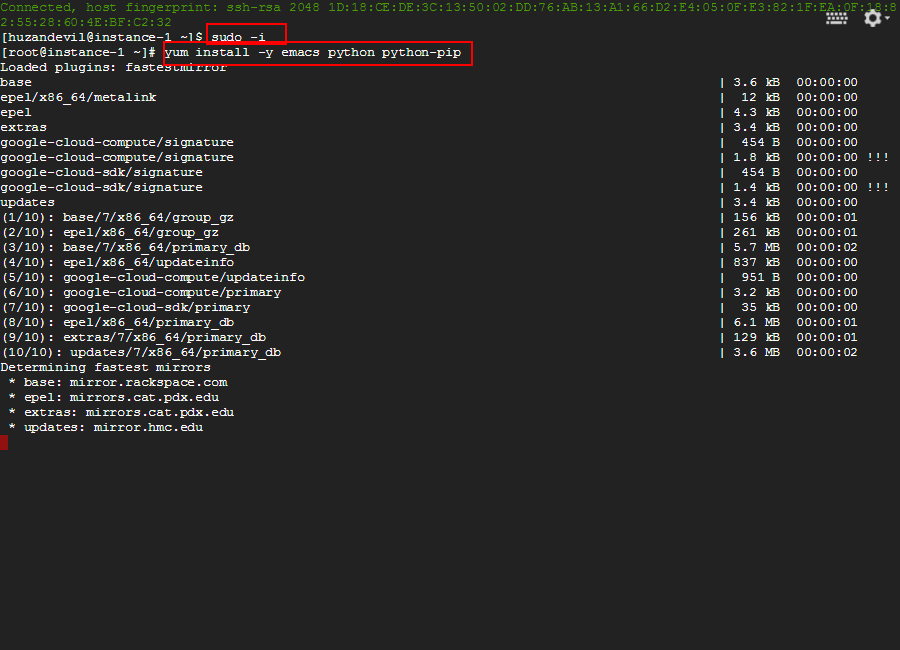 Connected, host fingerprint: ssh-rsa 2048 1D:18:CE:DE:3C:13:50:02:DD:76:AB:13:A1:66:D2:E4:05:0F:E3:82:1F:EA:0F:18:8
2:55:28:60:4E:BF:C2:32
[huzandevil@instance-1 ~]$ sudo -i
[root@instance-1 ~]# yum install -y emacs python python-pip
Loaded plugins: fastestmirror
base | 3.6 kB 00:00:00
epel/x86_64/metalink | 12 kB 00:00:00
epel | 4.3 kB 00:00:00
extras | 3.4 kB 00:00:00
google-cloud-compute/signature | 454 B 00:00:00
google-cloud-compute/signature | 1.8 kB 00:00:00 !!!
google-cloud-sdk/signature | 454 B 00:00:00
google-cloud-sdk/signature | 1.4 kB 00:00:00 !!!
updates | 3.4 kB 00:00:00
(1/10): base/7/x86_64/group_gz | 156 kB 00:00:01
(2/10): epel/x86_64/group_gz | 261 kB 00:00:01
(3/10): base/7/x86_64/primary_db | 5.7 MB 00:00:02
(4/10): epel/x86_64/updateinfo | 837 kB 00:00:00
(5/10): google-cloud-compute/updateinfo | 951 B 00:00:00
(6/10): google-cloud-compute/primary | 3.2 kB 00:00:00
(7/10): google-cloud-sdk/primary | 35 kB 00:00:00
(8/10): epel/x86_64/primary_db | 6.1 MB 00:00:01
(9/10): extras/7/x86_64/primary_db | 129 kB 00:00:01
(10/10): updates/7/x86_64/primary_db | 3.6 MB 00:00:02
Determining fastest mirrors
* base: mirror.rackspace.com
* epel: mirrors.cat.pdx.edu
* extras: mirrors.cat.pdx.edu
* updates: mirror.hmc.edu